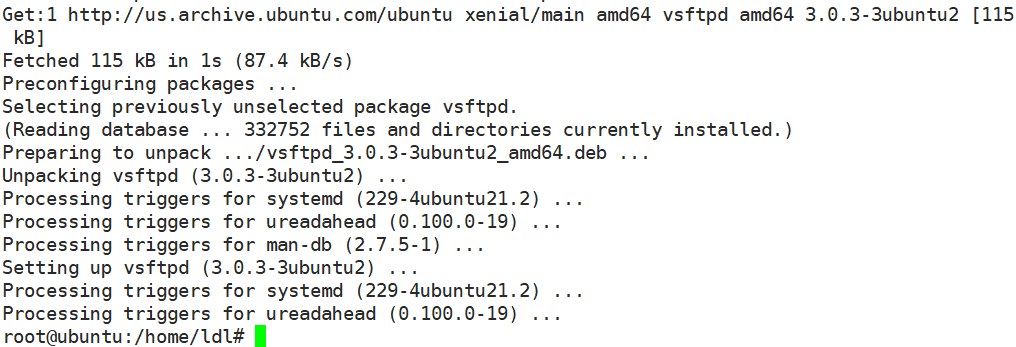 Get:1 http://us.archive.ubuntu.com/ubuntu xenial/main amd64 vsftpd amd64 3.0.3-3ubuntu2 [115
 kB]
Fetched 115 kB in 1s (87.4 kB/s)
Preconfiguring packages ...
Selecting previously unselected package vsftpd.
(Reading database ... 332752 files and directories currently installed.)
Preparing to unpack .../vsftpd_3.0.3-3ubuntu2_amd64.deb ...
Unpacking vsftpd (3.0.3-3ubuntu2) ...
Processing triggers for systemd (229-4ubuntu21.2) ...
Processing triggers for ureadahead (0.100.0-19) ...
Processing triggers for man-db (2.7.5-1) ...
Setting up vsftpd (3.0.3-3ubuntu2) ...
Processing triggers for systemd (229-4ubuntu21.2) ...
Processing triggers for ureadahead (0.100.0-19) ...
root@ubuntu:/home/ldl#